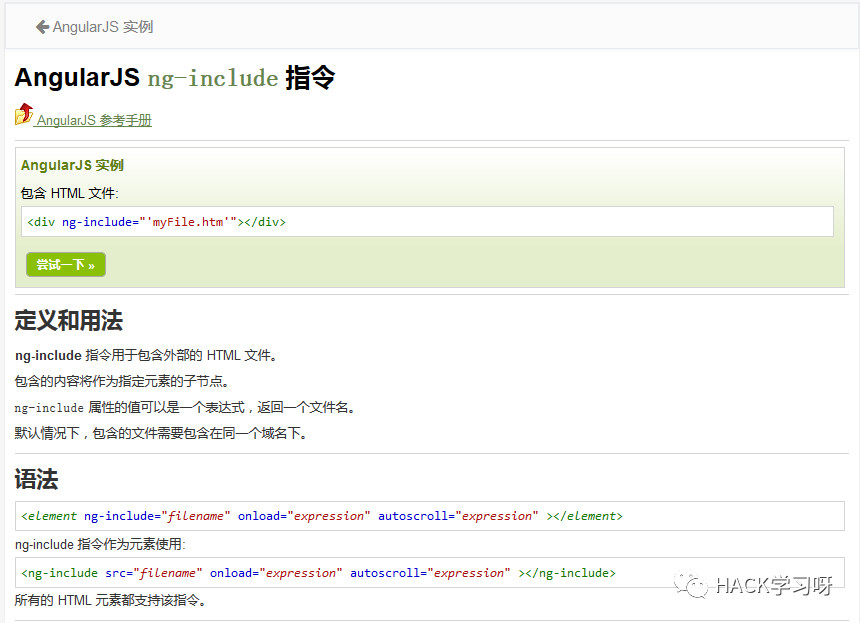 AngularJS 实例
AngularJS ng-include 指令
AngularJS 参考手册
AngularJS 实例
包含 HTML 文件:
<div ng-include="'myFile.htm'"></div>
尝试一下 »
定义和用法
ng-include 指令用于包含外部的 HTML 文件。
包含的内容将作为指定元素的子节点。
ng-include 属性的值可以是一个表达式，返回一个文件名。
默认情况下，包含的文件需要包含在同一个域名下。
语法
<element ng-include="filename" onload="expression" autoscroll="expression" ></element>
ng-include 指令作为元素使用:
<ng-include src="filename" onload="expression" autoscroll="expression" ></ng-include>
HACK学习呀
所有的 HTML 元素都支持该指令。